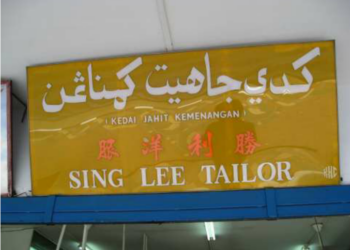 كدي جاهيت كمناڠن
( KEDAI JAHIT KEMENANGAN )
服洋利勝
SING LEE TAILOR